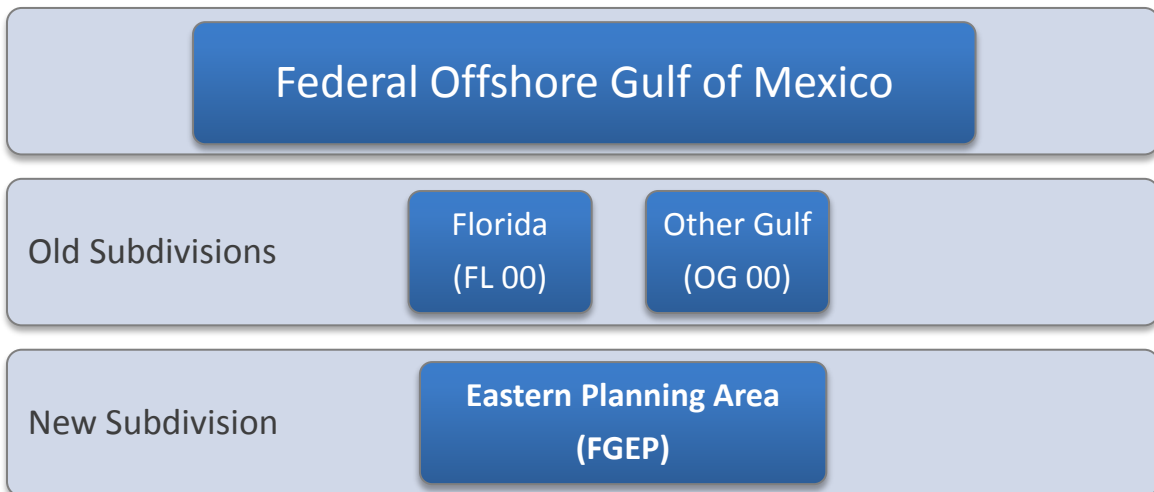 Federal Offshore Gulf of Mexico
Old Subdivisions
Florida
(FL 00)
Other Gulf
(OG 00)
New Subdivision
Eastern Planning Area
(FGEP)